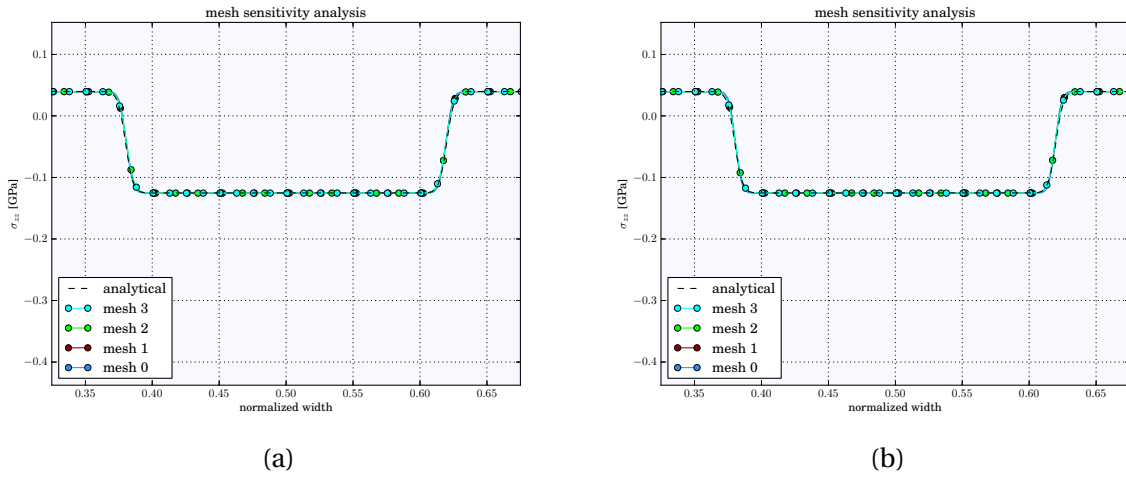 mesh sensitivity analysis
0.1
0.0
−0.1
−0.2
−0.3
−0.4
σzz [GPa]
analytical
mesh 3
mesh 2
mesh 1
mesh 0
0.35 0.40 0.45 0.50 0.55 0.60 0.65
normalized width
(a)
mesh sensitivity analysis
0.1
0.0
−0.1
−0.2
−0.3
−0.4
σzz [GPa]
analytical
mesh 3
mesh 2
mesh 1
mesh 0
0.35 0.40 0.45 0.50 0.55 0.60 0.65
normalized width
(b)